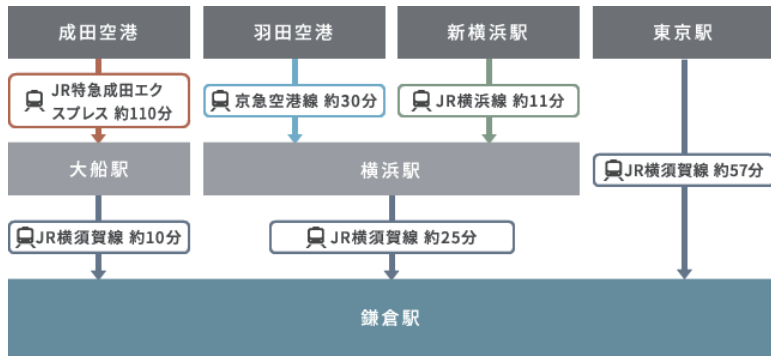 成田空港
羽田空港
新横浜駅
東京駅
JR特急成田エク
スプレス 約110分
京急空港線 約30分
JR横浜線 約11分
大船駅
横浜駅
JR横須賀線 約57分
JR横須賀線 約10分
JR横須賀線 約25分
鎌倉駅